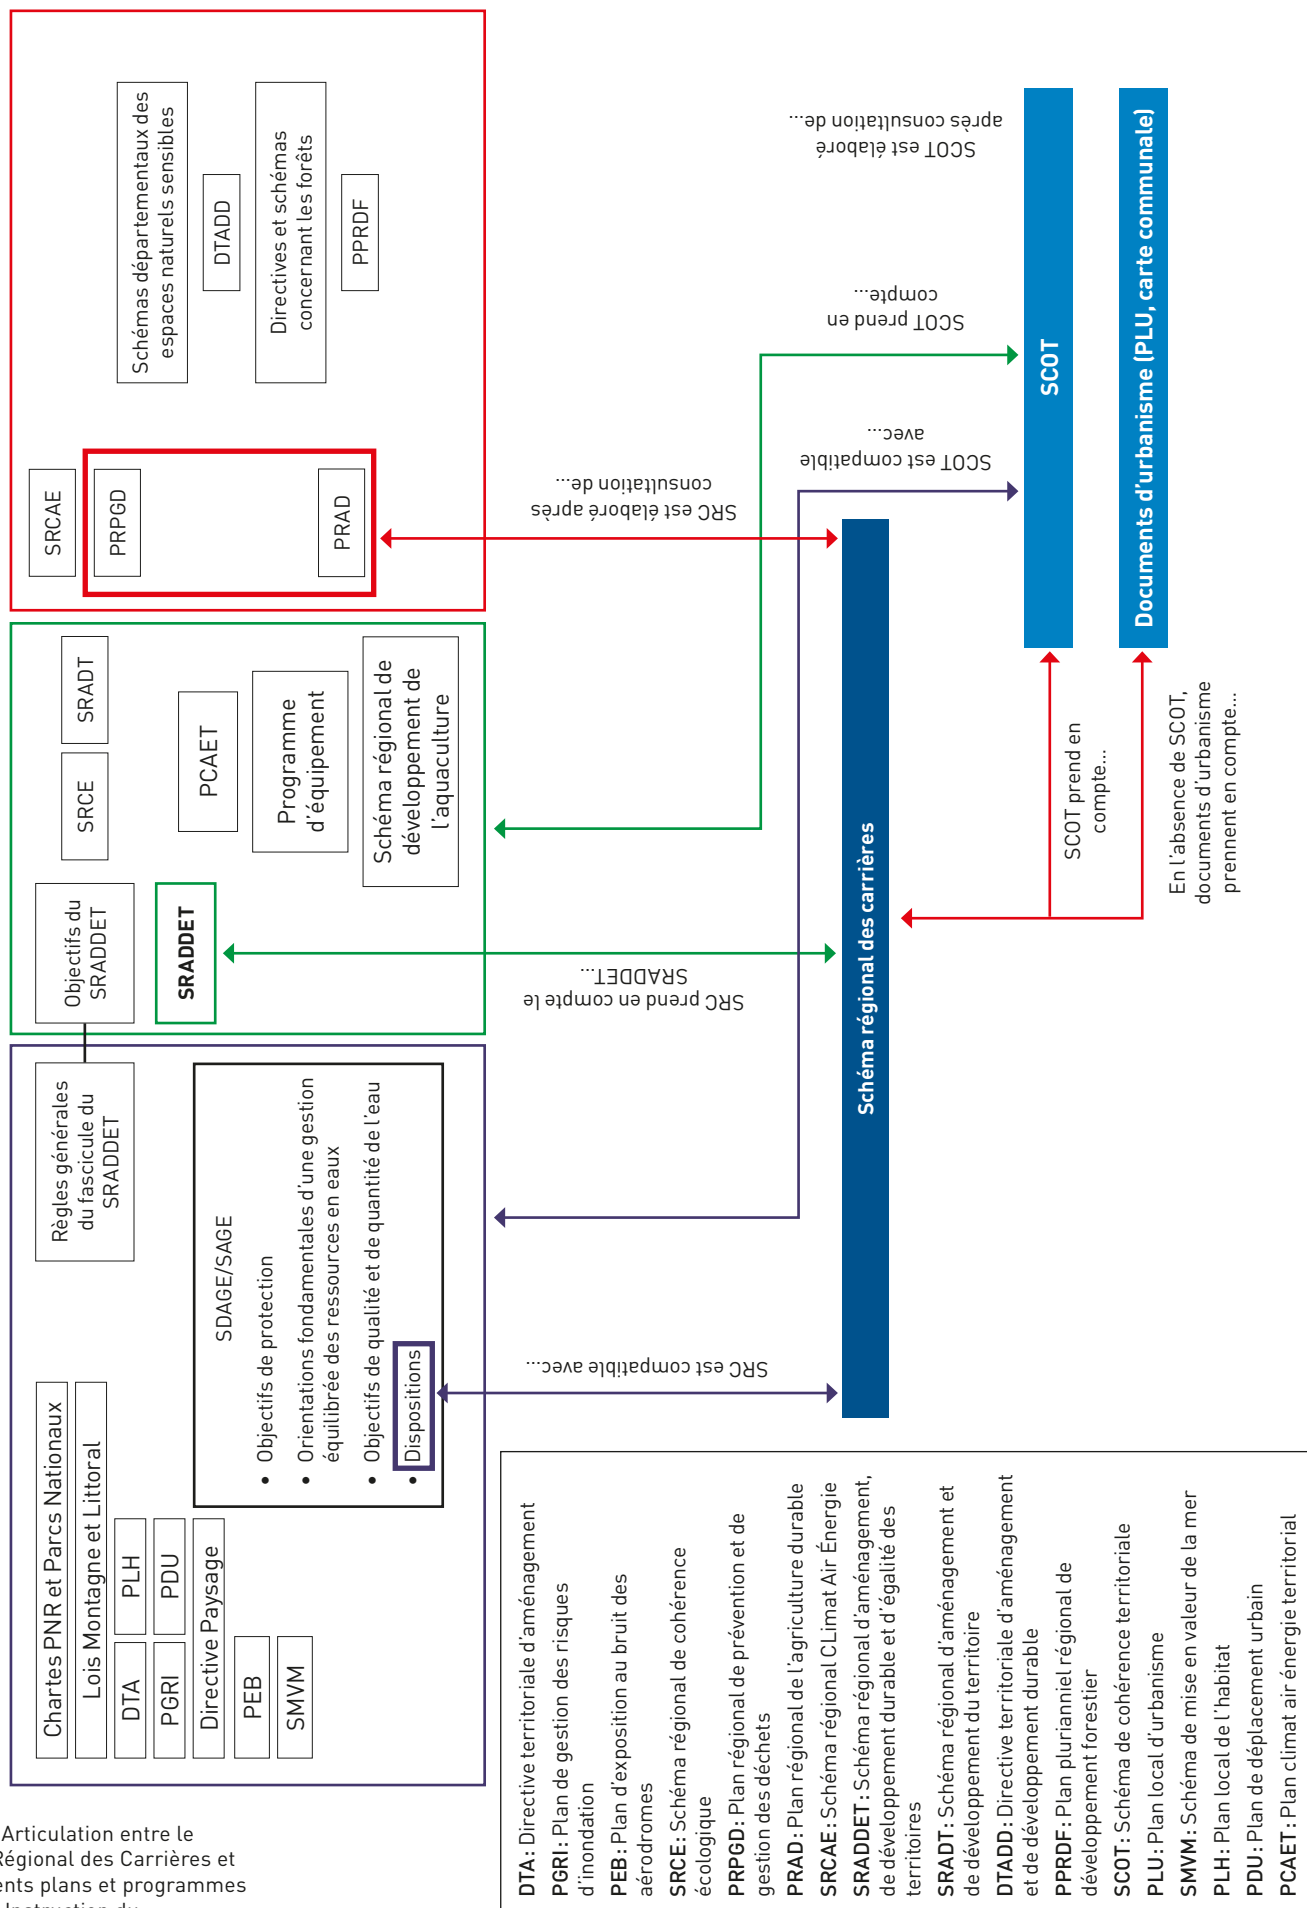 Chartes PNR et Parcs Nationaux
Lois Montagne et Littoral
DTA
PLH
PGRI
PDU
Directive Paysage
PEB
SMVM
Règles générales
du fascicule du
SRADDET
SDAGE/SAGE
• Objectifs de protection
• Orientations fondamentales d'une gestion
équilibrée des ressources en eaux
• Objectifs de qualité et de quantité de l'eau
• Dispositions
Objectifs du
SRADDET
SRCE
SRADT
SRADDET
PCAET
Programme
d'équipement
Schéma régional de
développement de
l'aquaculture
SRCAE
PRPGD
PRAD
Schémas départementaux des
espaces naturels sensibles
DTADD
Directives et schémas
concernant les forêts
PPRDF
SRC est compatible avec...
SRC prend en compte le
SRADDET...
SRC est élaboré après
consultation de...
SCOT est compatible
avec...
SCOT prend en
compte...
SCOT est élaboré
après consultation de...
Schéma régional des carrières
SCOT
Documents d'urbanisme (PLU, carte communale)
SCOT prend en
compte...
En l'absence de SCOT,
documents d'urbanisme
prennent en compte...
DTA : Directive territoriale d'aménagement
PGRI : Plan de gestion des risques
d'inondation
PEB : Plan d'exposition au bruit des
aérodromes
SRCE : Schéma régional de cohérence
écologique
PRPGD : Plan régional de prévention et de
gestion des déchets
PRAD : Plan régional de l'agriculture durable
SRCAE : Schéma régional CLimat Air Énergie
SRADDET : Schéma régional d'aménagement,
de développement durable et d'égalité des
territoires
SRADT : Schéma régional d'aménagement et
de développement du territoire
DTADD : Directive territoriale d'aménagement
et de développement durable
PPRDF : Plan plurianniel régional de
développement forestier
SCOT : Schéma de cohérence territoriale
PLU : Plan local d'urbanisme
SMVM : Schéma de mise en valeur de la mer
PLH : Plan local de l'habitat
PDU : Plan de déplacement urbain
PCAET : Plan climat air énergie territorial
Articulation entre le
Régional des Carrières et
plans et programmes
Instruction du